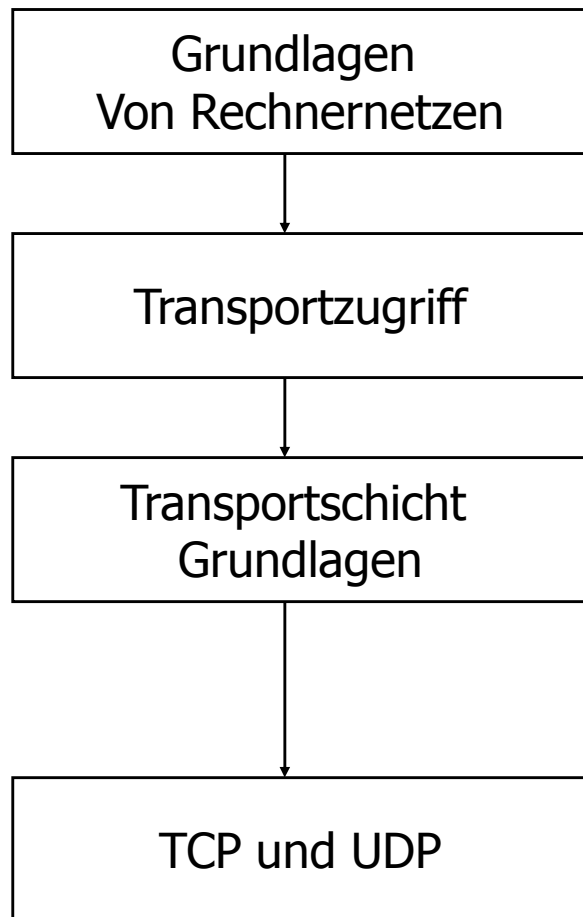 Grundlagen
Von Rechnernetzen
Transportzugriff
Transportschicht
Grundlagen
TCP und UDP